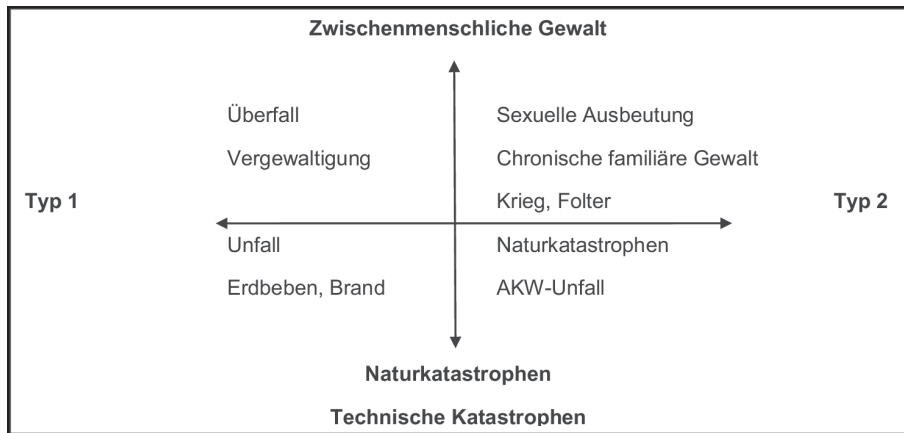 Zwischenmenschliche Gewalt
Überfall Sexuelle Ausbeutung
Vergewaltigung Chronische familiäre Gewalt
Typ 1 Krieg, Folter Typ 2
Unfall Naturkatastrophen
Erdbeben, Brand AKW-Unfall
Naturkatastrophen
Technische Katastrophen